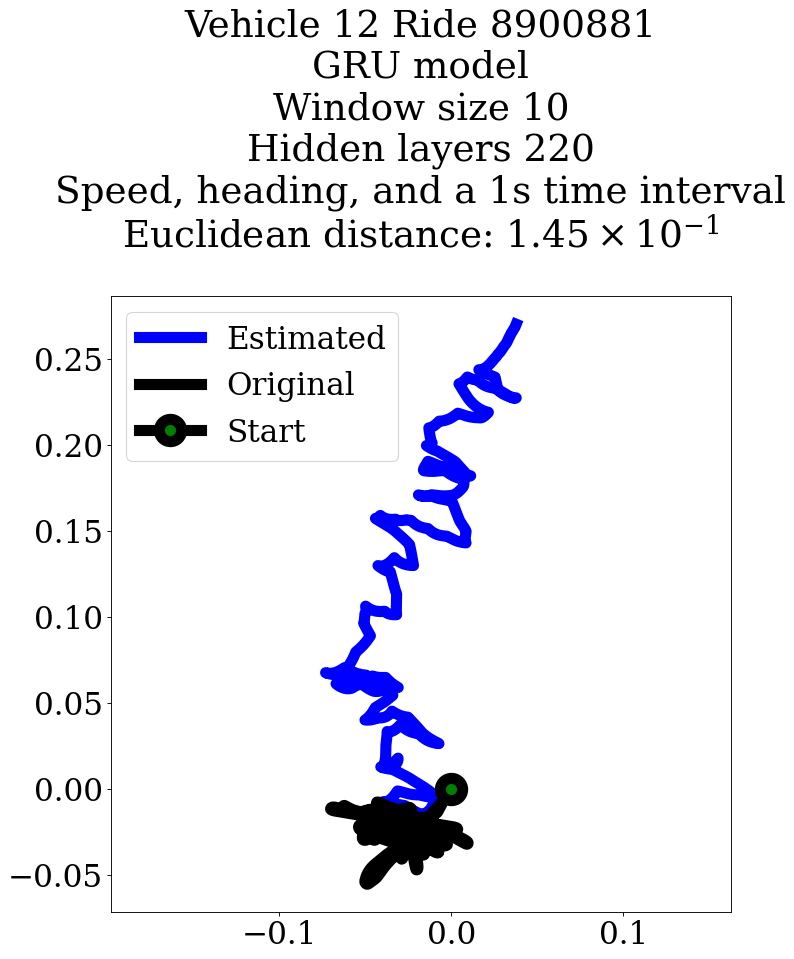 Vehicle 12 Ride 8900881
GRU model
Window size 10
Hidden layers 220
Speed, heading, and a 1s time interval
Euclidean distance: 1.45 × 10⁻¹
Estimated
Original
Start
0.25
0.20
0.15
0.10
0.05
0.00
−0.05
−0.1
0.0
0.1